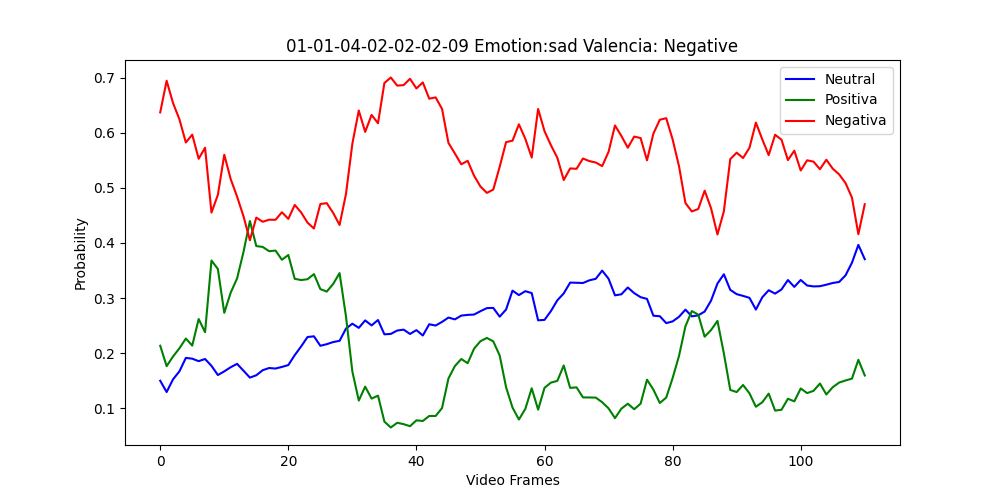 01-01-04-02-02-02-09 Emotion:sad Valencia: Negative
Neutral
Positiva
Negativa
Probability
0.7
0.6
0.5
0.4
0.3
0.2
0.1
0 20 40 60 80 100
Video Frames